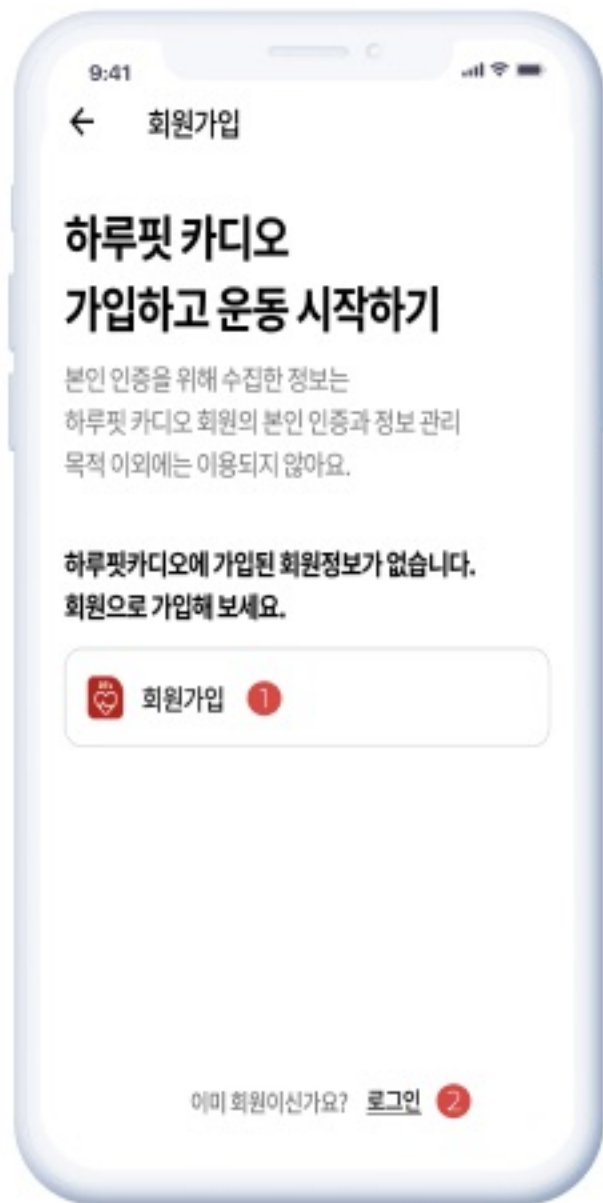 9:41
회원가입
하루핏 카디오
가입하고 운동 시작하기
본인 인증을 위해 수집한 정보는
하루핏 카디오 회원의 본인 인증과 정보 관리
목적 이외에는 이용되지 않아요.
하루핏카디오에 가입된 회원정보가 없습니다.
회원으로 가입해 보세요.
회원가입 1
이미 회원이신가요? 로그인 2